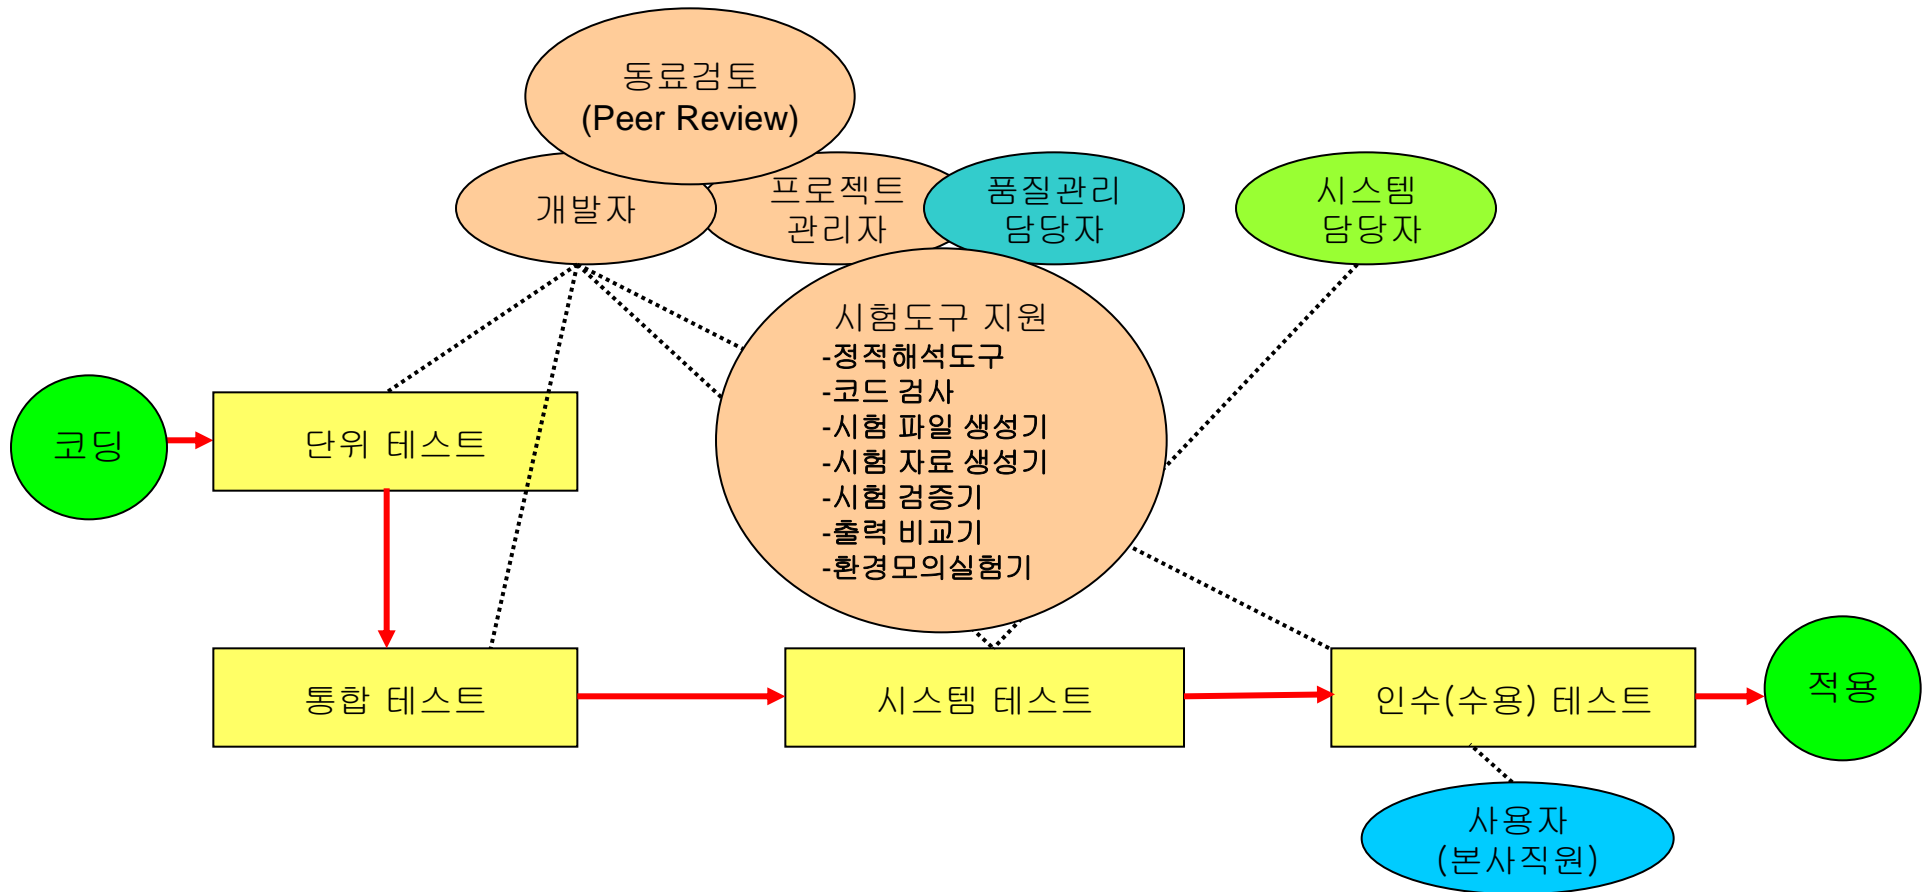 동료검토
(Peer Review)
개발자
프로젝트
관리자
품질관리
담당자
시스템
담당자
시험도구 지원
-정적해석도구
-코드 검사
-시험 파일 생성기
-시험 자료 생성기
-시험 검증기
-출력 비교기
-환경모의실험기
코딩
단위 테스트
통합 테스트
시스템 테스트
인수(수용) 테스트
적용
사용자
(본사직원)